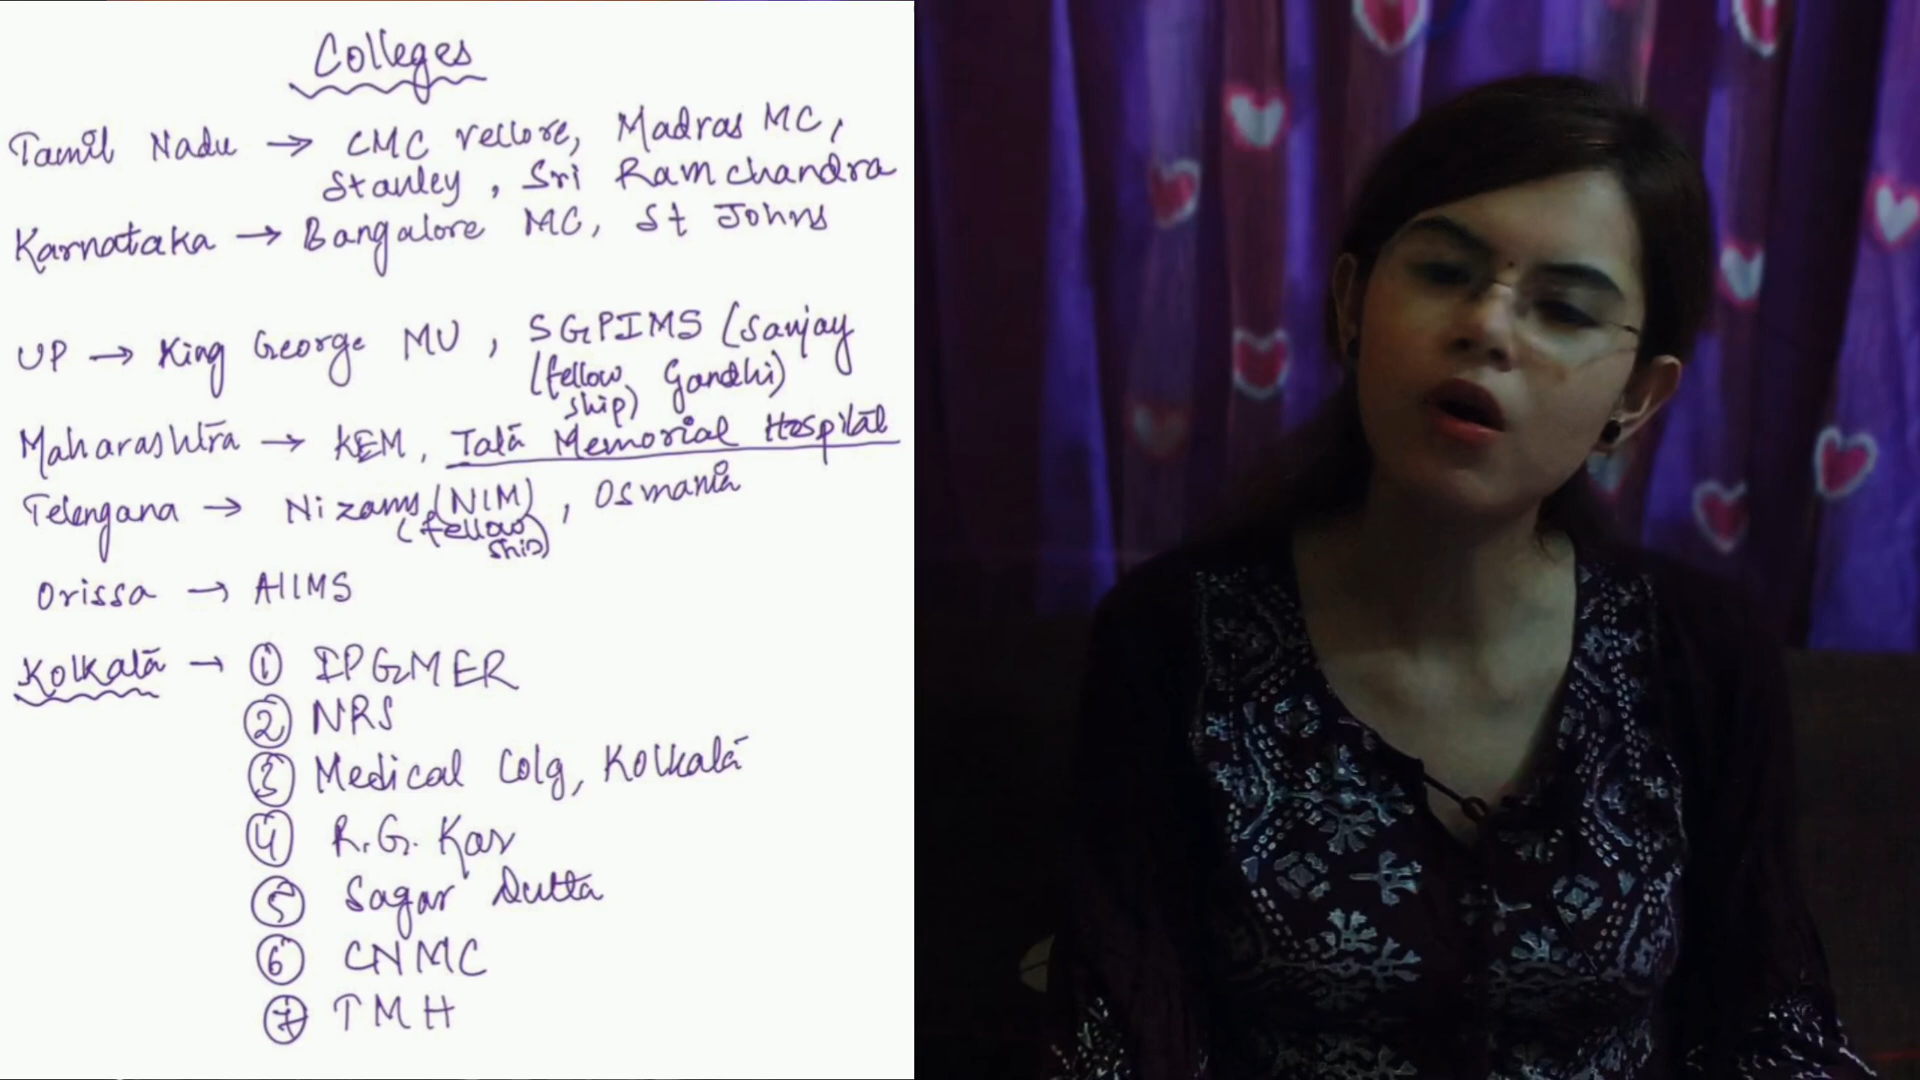 Colleges
Tamil Nadu → CMC Vellore, Madras MC,
Stanley, Sri Ramchandra
Karnataka → Bangalore MC, St Johns
UP → King George MU, SGPIMS (Sanjay
(fellow Gandhi)
ship)
Maharashtra → KEM, Tata Memorial Hospital
Telengana → Nizams (NIM), Osmania
(fellow
ship)
Orissa → AIIMS
Kolkata → ① IPGMER
② NRS
③ Medical Colg, Kolkata
④ R.G. Kar
⑤ Sagar Dutta
⑥ CNMC
⑦ TMH